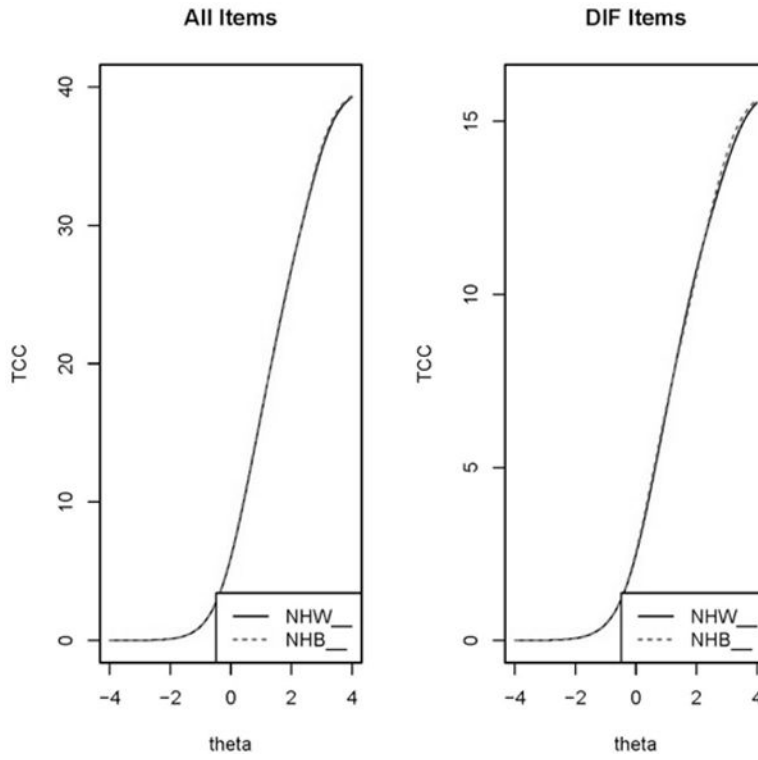 All Items
DIF Items
TCC
40
30
20
10
0
NHW__
NHB__
−4
−2
0
2
4
theta
TCC
15
10
5
0
NHW__
NHB__
−4
−2
0
2
4
theta